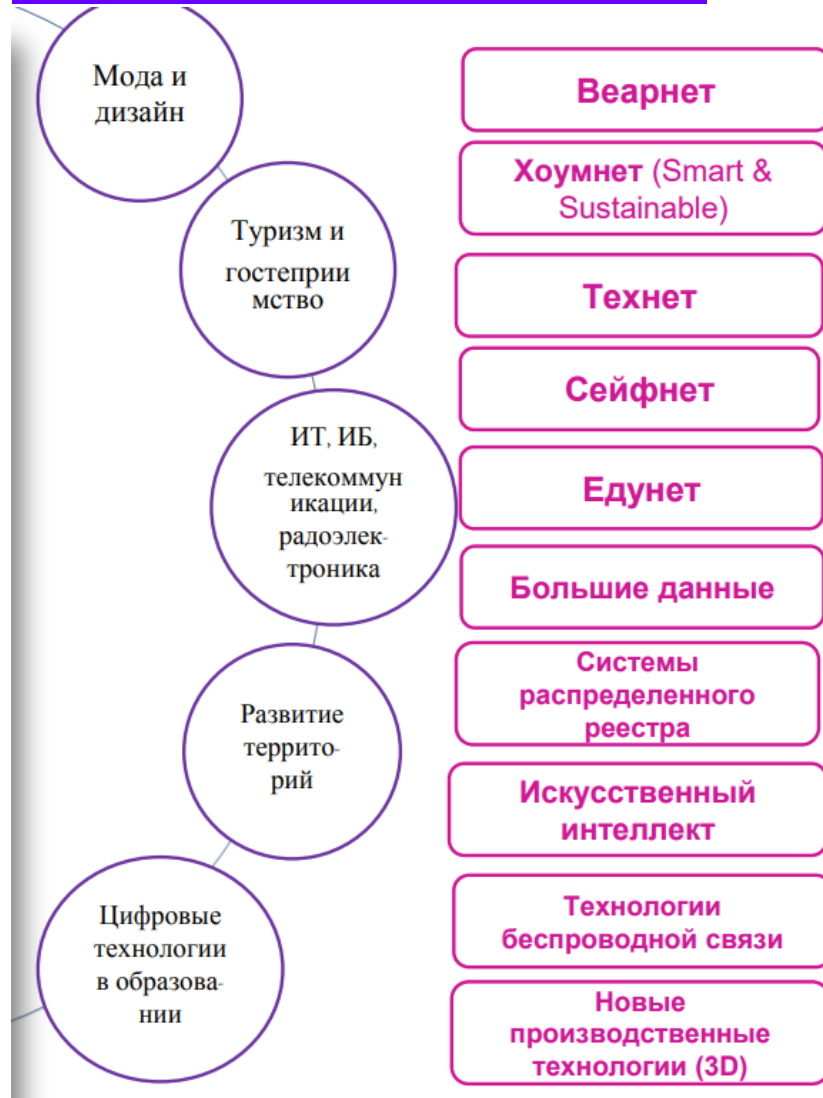 Мода и
дизайн
Туризм и
гостеприи
мство
ИТ, ИБ,
телекоммун
икации,
радоэлек-
троника
Развитие
террито-
рий
Цифровые
технологии
в образова-
нии
Веарнет
Хоумнет (Smart &
Sustainable)
Технет
Сейфнет
Едунет
Большие данные
Системы
распределенного
реестра
Искусственный
интеллект
Технологии
беспроводной связи
Новые
производственные
технологии (3D)